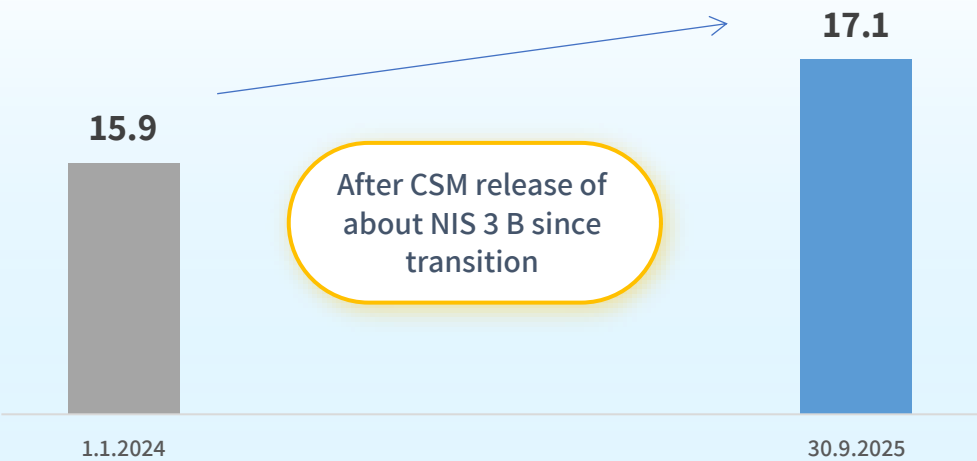 17.1
15.9
After CSM release of
about NIS 3 B since
transition
1.1.2024
30.9.2025